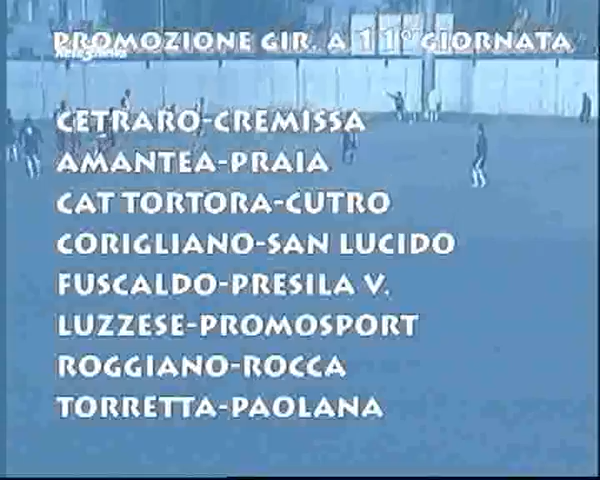 PROMOZIONE GIR. A 11° GIORNATA
CETRARO-CREMISSA
AMANTEA-PRAIA
CAT TORTORA-CUTRO
CORIGLIANO-SAN LUCIDO
FUSCALDO-PRESILA V.
LUZZESE-PROMOSPORT
ROGGIANO-ROCCA
TORRETTA-PAOLANA